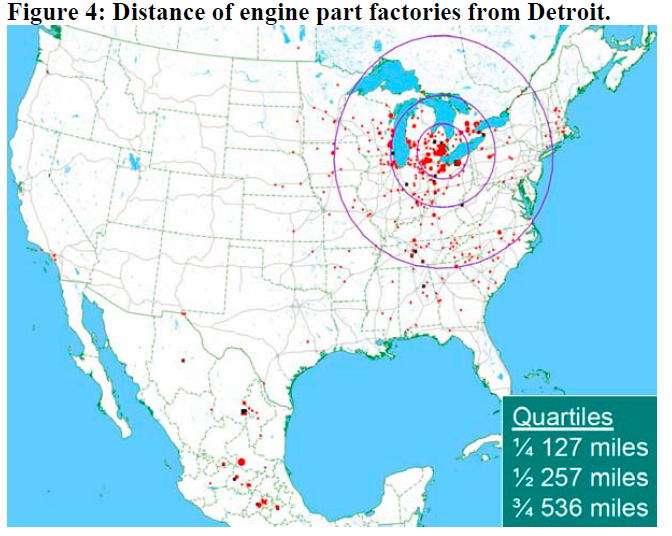 Figure 4: Distance of engine part factories from Detroit.
Quartiles
¼ 127 miles
½ 257 miles
¾ 536 miles